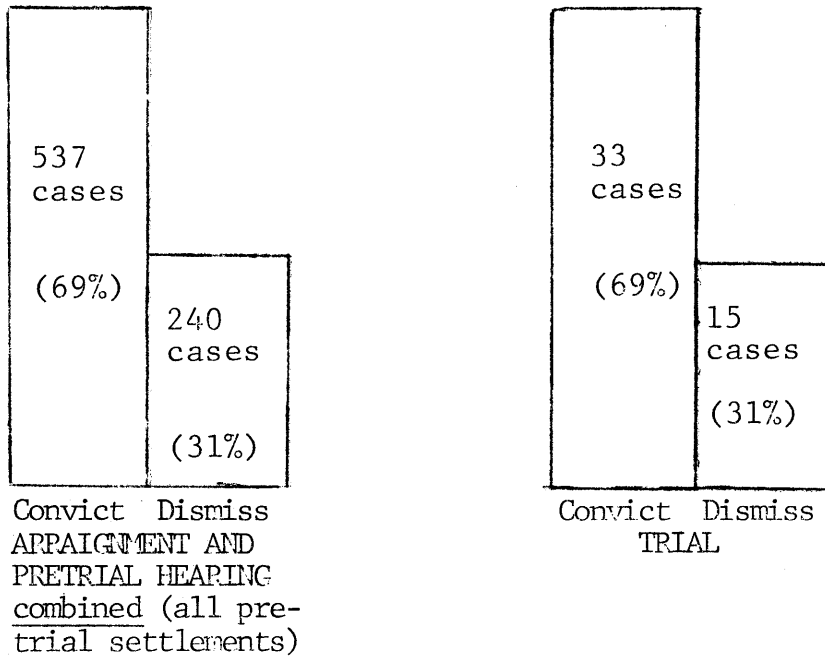 537
cases
(69%)
240
cases
(31%)
Convict Dismiss
ARRAIGNMENT AND
PRETRIAL HEARING
combined (all pre-
trial settlements)
33
cases
(69%)
15
cases
(31%)
Convict Dismiss
TRIAL